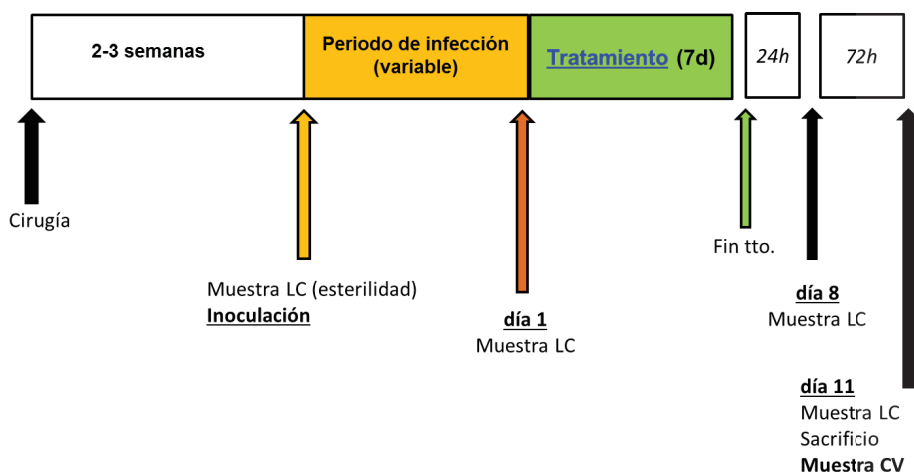 2-3 semanas
Periodo de infección
(variable)
Tratamiento (7d)
24h
72h
Cirugía
Muestra LC (esterilidad)
Inoculación
día 1
Muestra LC
Fin tto.
día 8
Muestra LC
día 11
Muestra LC
Sacrificio
Muestra CV